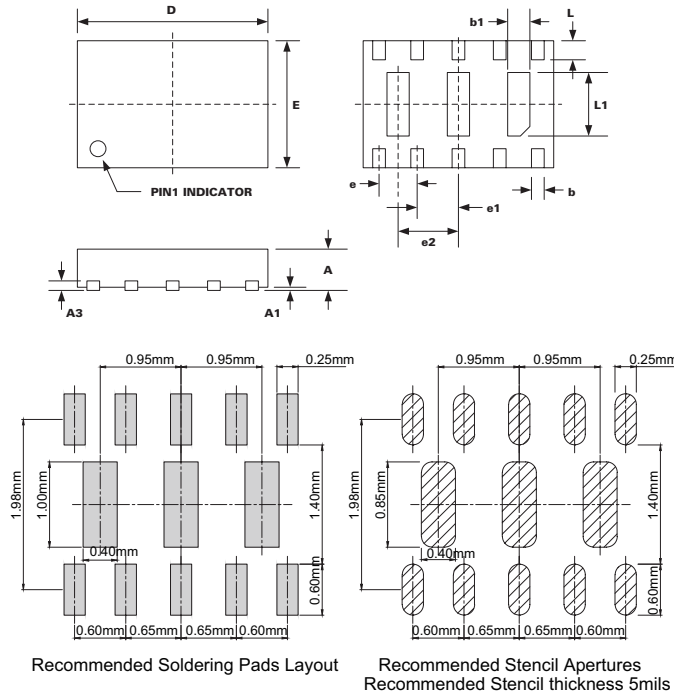 D
b1
L
E
L1
PIN1 INDICATOR
e
b
e1
e2
A
A3
A1
0.95mm
0.95mm
0.25mm
1.98mm
1.00mm
1.40mm
0.40mm
0.60mm
0.60mm
0.65mm
0.65mm
0.60mm
Recommended Soldering Pads Layout
0.95mm
0.95mm
0.25mm
1.98mm
0.85mm
1.40mm
0.40mm
0.60mm
0.60mm
0.65mm
0.65mm
0.60mm
Recommended Stencil Apertures
Recommended Stencil thickness 5mils